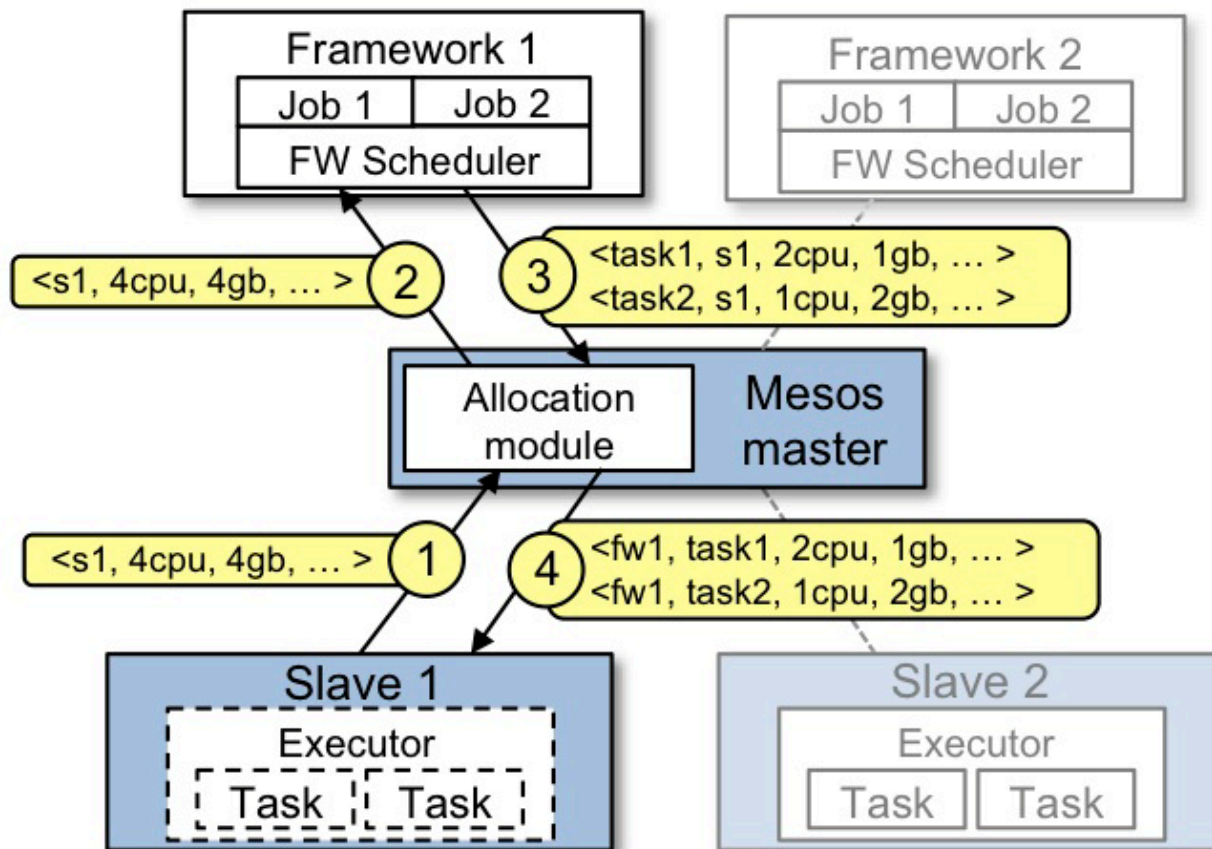 Framework 1
Job 1 Job 2
FW Scheduler
Framework 2
Job 1 Job 2
FW Scheduler
<s1, 4cpu, 4gb, … >
2
3
<task1, s1, 2cpu, 1gb, … >
<task2, s1, 1cpu, 2gb, … >
Allocation
module
Mesos
master
<s1, 4cpu, 4gb, … >
1
4
<fw1, task1, 2cpu, 1gb, … >
<fw1, task2, 1cpu, 2gb, … >
Slave 1
Executor
Task Task
Slave 2
Executor
Task Task